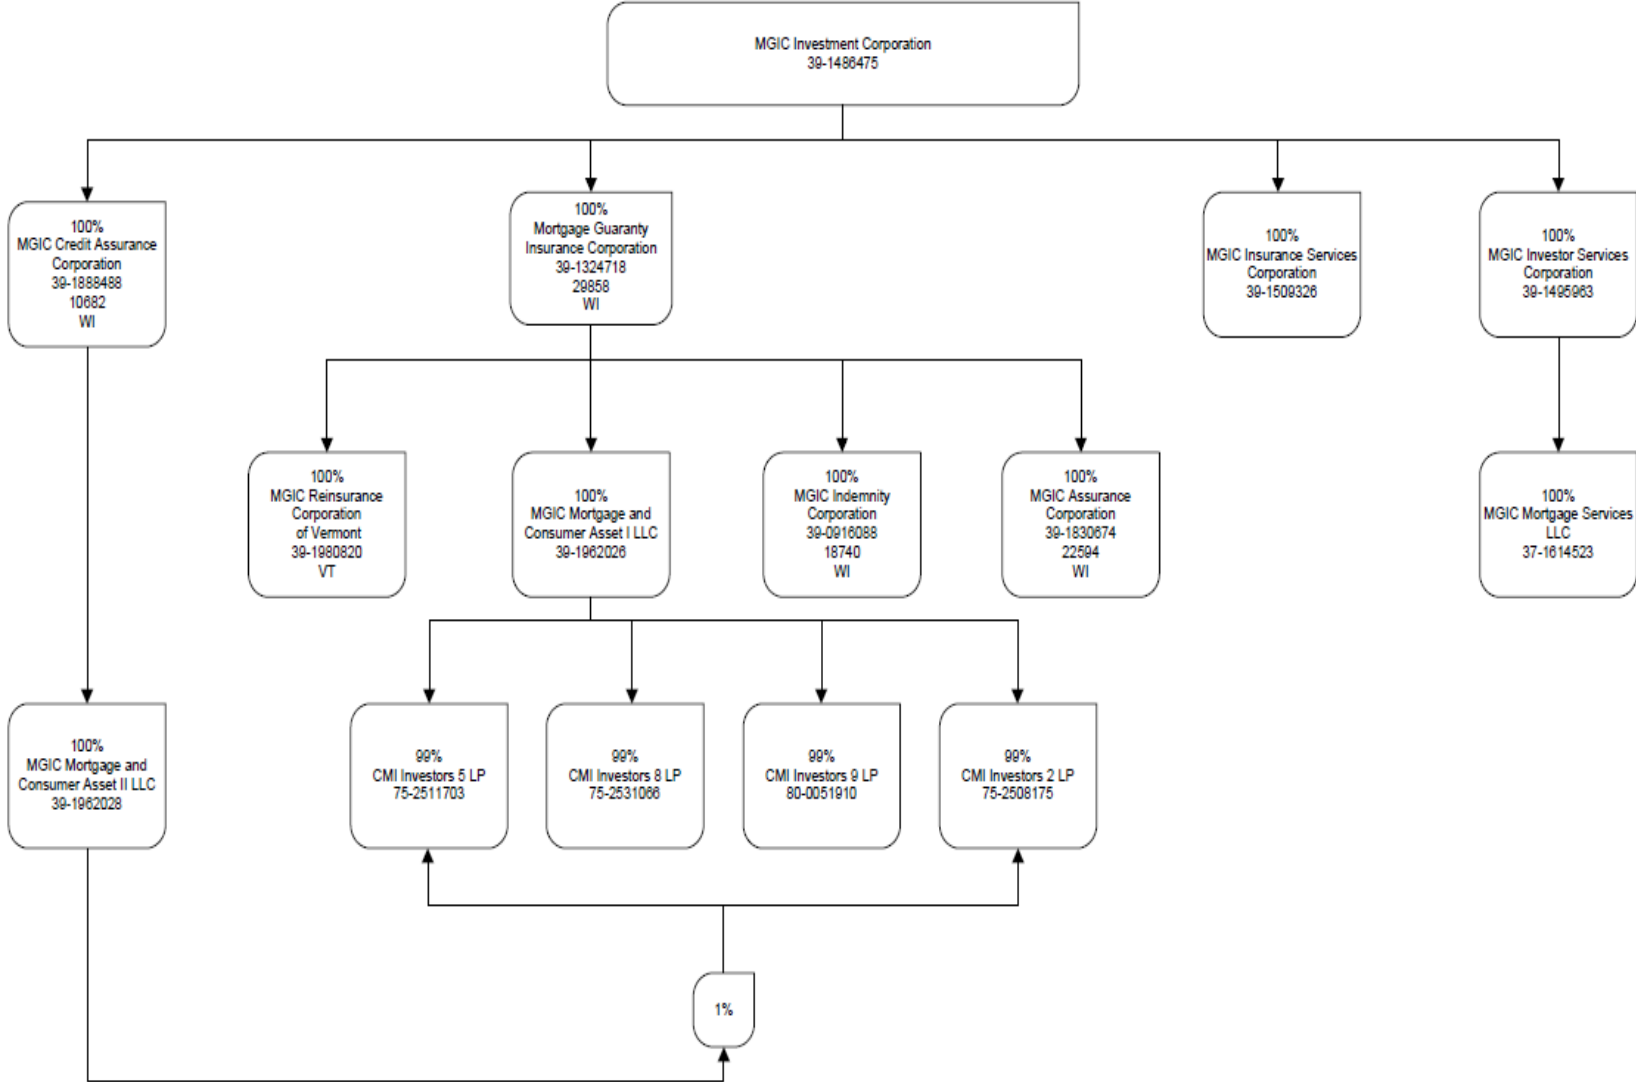 MGIC Investment Corporation
39-1486475
100%
MGIC Credit Assurance
Corporation
39-1888488
10682
WI
100%
Mortgage Guaranty
Insurance Corporation
39-1324718
29858
WI
100%
MGIC Insurance Services
Corporation
39-1509326
100%
MGIC Investor Services
Corporation
39-1495963
100%
MGIC Reinsurance
Corporation
of Vermont
39-1980820
VT
100%
MGIC Mortgage and
Consumer Asset I LLC
39-1962026
100%
MGIC Indemnity
Corporation
39-0916088
18740
WI
100%
MGIC Assurance
Corporation
39-1830674
22594
WI
100%
MGIC Mortgage Services
LLC
37-1614523
100%
MGIC Mortgage and
Consumer Asset II LLC
39-1962028
99%
CMI Investors 5 LP
75-2511703
99%
CMI Investors 8 LP
75-2531066
99%
CMI Investors 9 LP
80-0051910
99%
CMI Investors 2 LP
75-2508175
1%